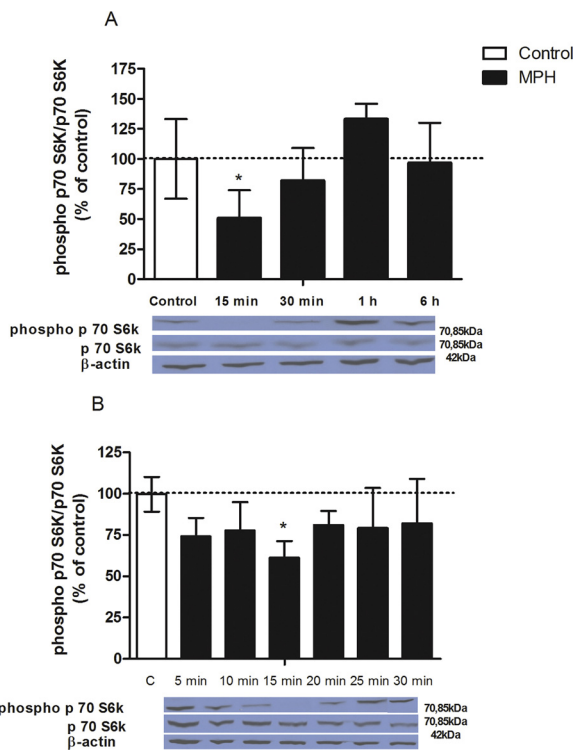 A
Control
MPH
phospho p70 S6K/p70 S6K
(% of control)
175
150
125
100
75
50
25
0
*
Control 15 min 30 min 1 h 6 h
phospho p 70 S6k 70,85kDa
p 70 S6k 70,85kDa
β-actin 42kDa
B
phospho p70 S6K/p70 S6K
(% of control)
125
100
75
50
25
0
*
C 5 min 10 min 15 min 20 min 25 min 30 min
phospho p 70 S6k 70,85kDa
p 70 S6k 70,85kDa
β-actin 42kDa